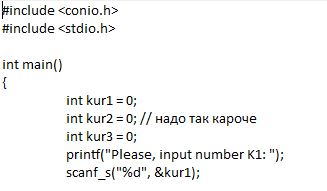 #include <conio.h>
#include <stdio.h>
int main()
{
int kur1 = 0;
int kur2 = 0; // надо так кароче
int kur3 = 0;
printf("Please, input number K1: ");
scanf_s("%d", &kur1);